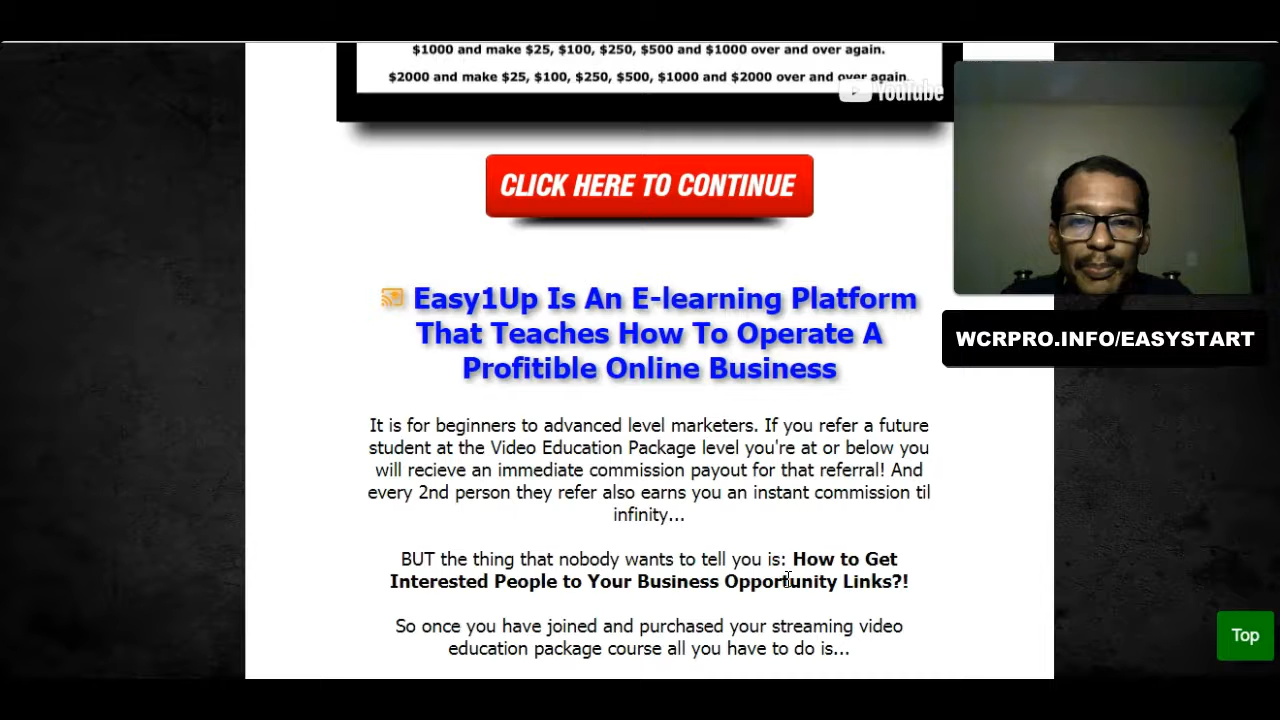 $1000 and make $25, $100, $250, $500 and $1000 over and over again.
$2000 and make $25, $100, $250, $500, $1000 and $2000 over and over again.
YouTube
CLICK HERE TO CONTINUE
Easy1Up Is An E-learning Platform
That Teaches How To Operate A
Profitible Online Business
WCRPRO.INFO/EASYSTART
It is for beginners to advanced level marketers. If you refer a future
student at the Video Education Package level you're at or below you
will recieve an immediate commission payout for that referral! And
every 2nd person they refer also earns you an instant commission til
infinity...
BUT the thing that nobody wants to tell you is: How to Get
Interested People to Your Business Opportunity Links?!
So once you have joined and purchased your streaming video
education package course all you have to do is...
Top